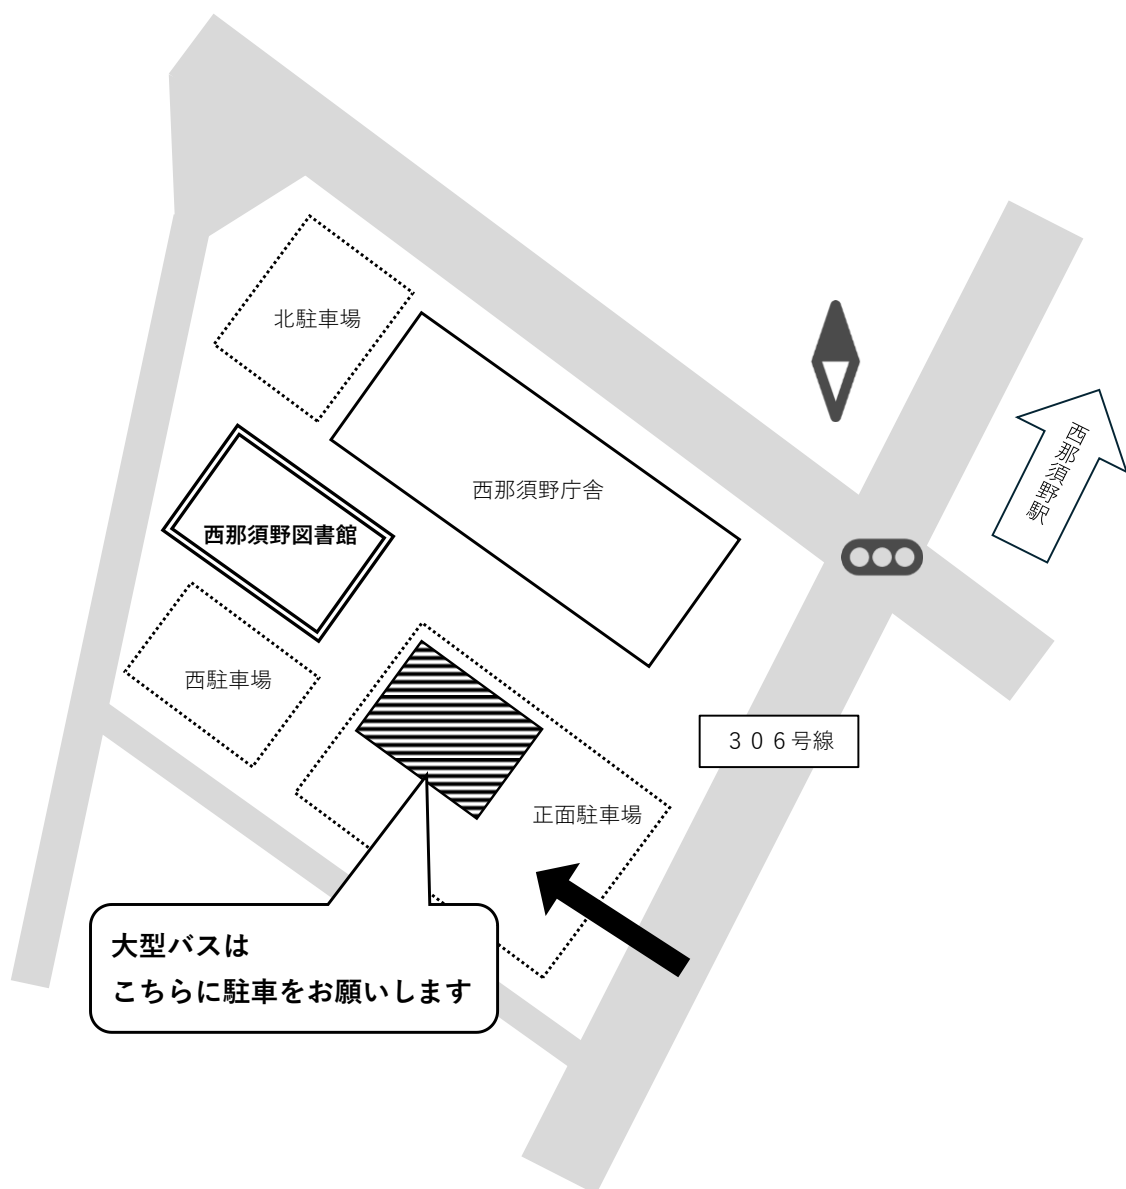 北駐車場
西那須野庁舎
西那須野駅
西那須野図書館
西駐車場
３０６号線
正面駐車場
大型バスは
こちらに駐車をお願いします